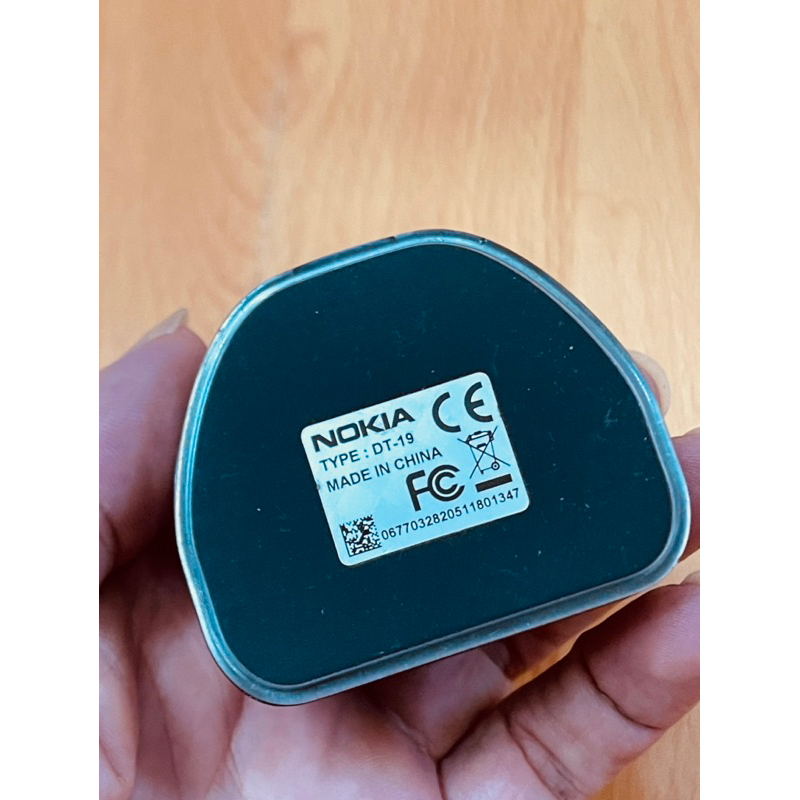 NOKIA CE
TYPE : DT-19
MADE IN CHINA
FC
0677032820511801347